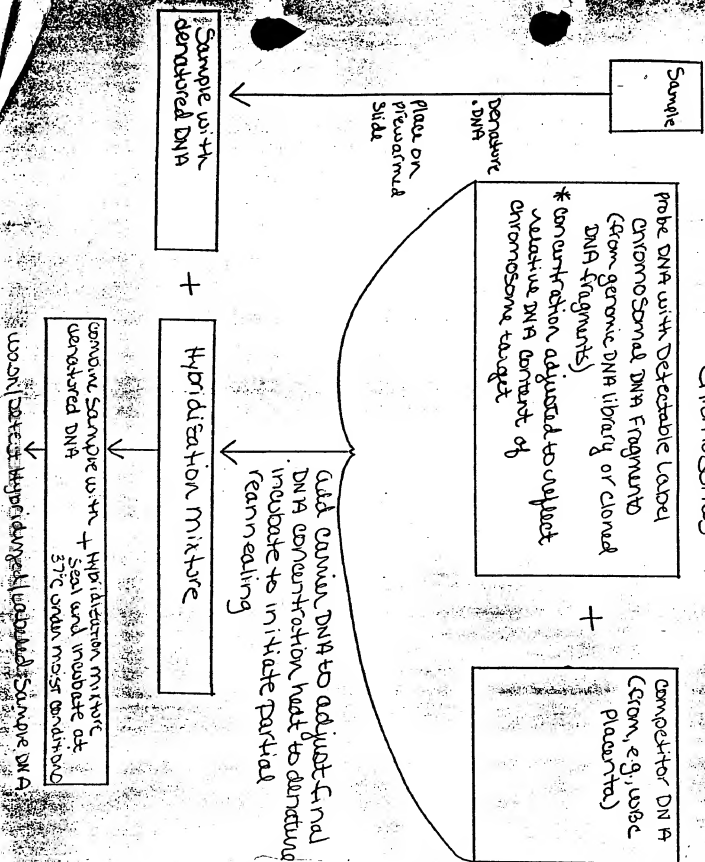 Sample
Denature
DNA
Place on
prewarmed
slide
Sample with
denatured DNA
+
probe DNA with Detectable Label
chromosomal DNA Fragments
(from genomic DNA library or cloned
DNA fragments)
* concentration adjusted to reflect
relative DNA content of
chromosome target
+
competitor DNA
(from, e.g., WBC
Placenta)
add carrier DNA to adjust final
DNA concentration heat to denature
incubate to initiate partial
reannealing
Hybridization mixture
combine sample with + Hybridization mixture
denatured DNA
seal and incubate at
37°C under moist conditions
wash/Detect Hybridized/Labeled Sample DNA